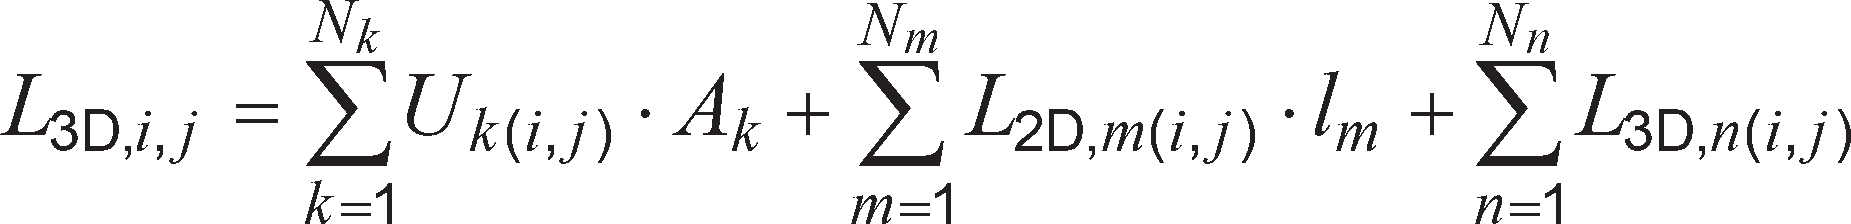 L_{3D,i,j} = \sum_{k=1}^{N_k} U_{k(i,j)} \cdot A_k + \sum_{m=1}^{N_m} L_{2D,m(i,j)} \cdot l_m + \sum_{n=1}^{N_n} L_{3D,n(i,j)}